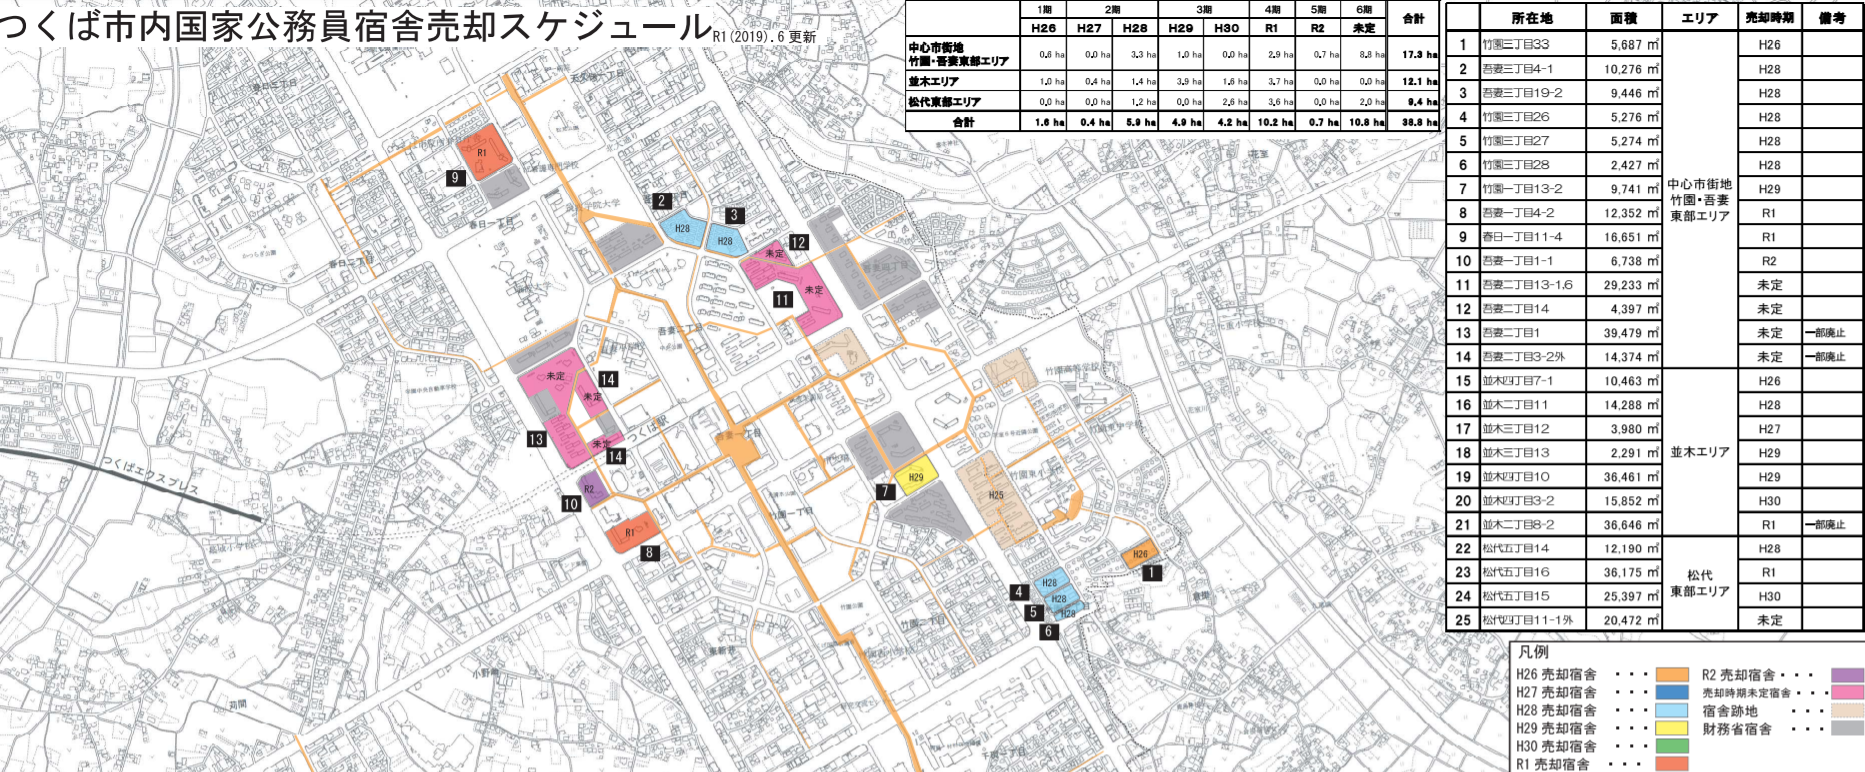 つくば市内国家公務員宿舎売却スケジュール R1(2019).6 更新
1期 2期 3期 4期 5期 6期 合計
H26 H27 H28 H29 H30 R1 R2 未定
中心市街地
竹園・吾妻東部エリア 0.6 ha 0.0 ha 3.3 ha 1.0 ha 0.0 ha 2.9 ha 0.7 ha 8.8 ha 17.3 ha
並木エリア 1.0 ha 0.4 ha 1.4 ha 3.9 ha 1.6 ha 3.7 ha 0.0 ha 0.0 ha 12.1 ha
松代東部エリア 0.0 ha 0.0 ha 1.2 ha 0.0 ha 2.6 ha 3.6 ha 0.0 ha 2.0 ha 9.4 ha
合計 1.6 ha 0.4 ha 5.9 ha 4.9 ha 4.2 ha 10.2 ha 0.7 ha 10.8 ha 38.8 ha
所在地 面積 エリア 売却時期 備考
1 竹園三丁目33 5,687 ㎡ H26
2 吾妻三丁目4-1 10,276 ㎡ H28
3 吾妻三丁目19-2 9,446 ㎡ H28
4 竹園三丁目26 5,276 ㎡ H28
5 竹園三丁目27 5,274 ㎡ H28
6 竹園三丁目28 2,427 ㎡ H28
7 竹園一丁目13-2 9,741 ㎡ H29
8 吾妻一丁目4-2 12,352 ㎡ R1
9 春日一丁目11-4 16,651 ㎡ R1
10 吾妻一丁目1-1 6,738 ㎡ R2
11 吾妻二丁目13-1.6 29,233 ㎡ 未定
12 吾妻二丁目14 4,397 ㎡ 未定
13 吾妻二丁目1 39,479 ㎡ 未定 一部廃止
14 吾妻二丁目3-2外 14,374 ㎡ 未定 一部廃止
中心市街地
竹園・吾妻
東部エリア
15 並木四丁目7-1 10,463 ㎡ H26
16 並木二丁目11 14,288 ㎡ H28
17 並木三丁目12 3,980 ㎡ H27
18 並木三丁目13 2,291 ㎡ H29
19 並木四丁目10 36,461 ㎡ H29
20 並木四丁目3-2 15,852 ㎡ H30
21 並木二丁目8-2 36,646 ㎡ R1 一部廃止
並木エリア
22 松代五丁目14 12,190 ㎡ H28
23 松代五丁目16 36,175 ㎡ R1
24 松代五丁目15 25,397 ㎡ H30
25 松代四丁目11-1外 20,472 ㎡ 未定
松代
東部エリア
凡例
H26 売却宿舎 ・・・
H27 売却宿舎 ・・・
H28 売却宿舎 ・・・
H29 売却宿舎 ・・・
H30 売却宿舎 ・・・
R1 売却宿舎 ・・・
R2 売却宿舎 ・・・
売却時期未定宿舎 ・・・
宿舎跡地 ・・・
財務省宿舎 ・・・
春日三丁目
R1
9
春日一丁目
春日二丁目
2
H28
3
H28
12
未定
11
未定
吾妻二丁目
未定
14
未定
13
未定
14
つくば駅
吾妻一丁目
つくばエクスプレス
R2
10
R1
8
竹園一丁目
7
H29
H25
竹園東小学校
竹園東中学校
H26
1
4
H28
5
H28
6
H28
竹園二丁目
小野崎
苅間